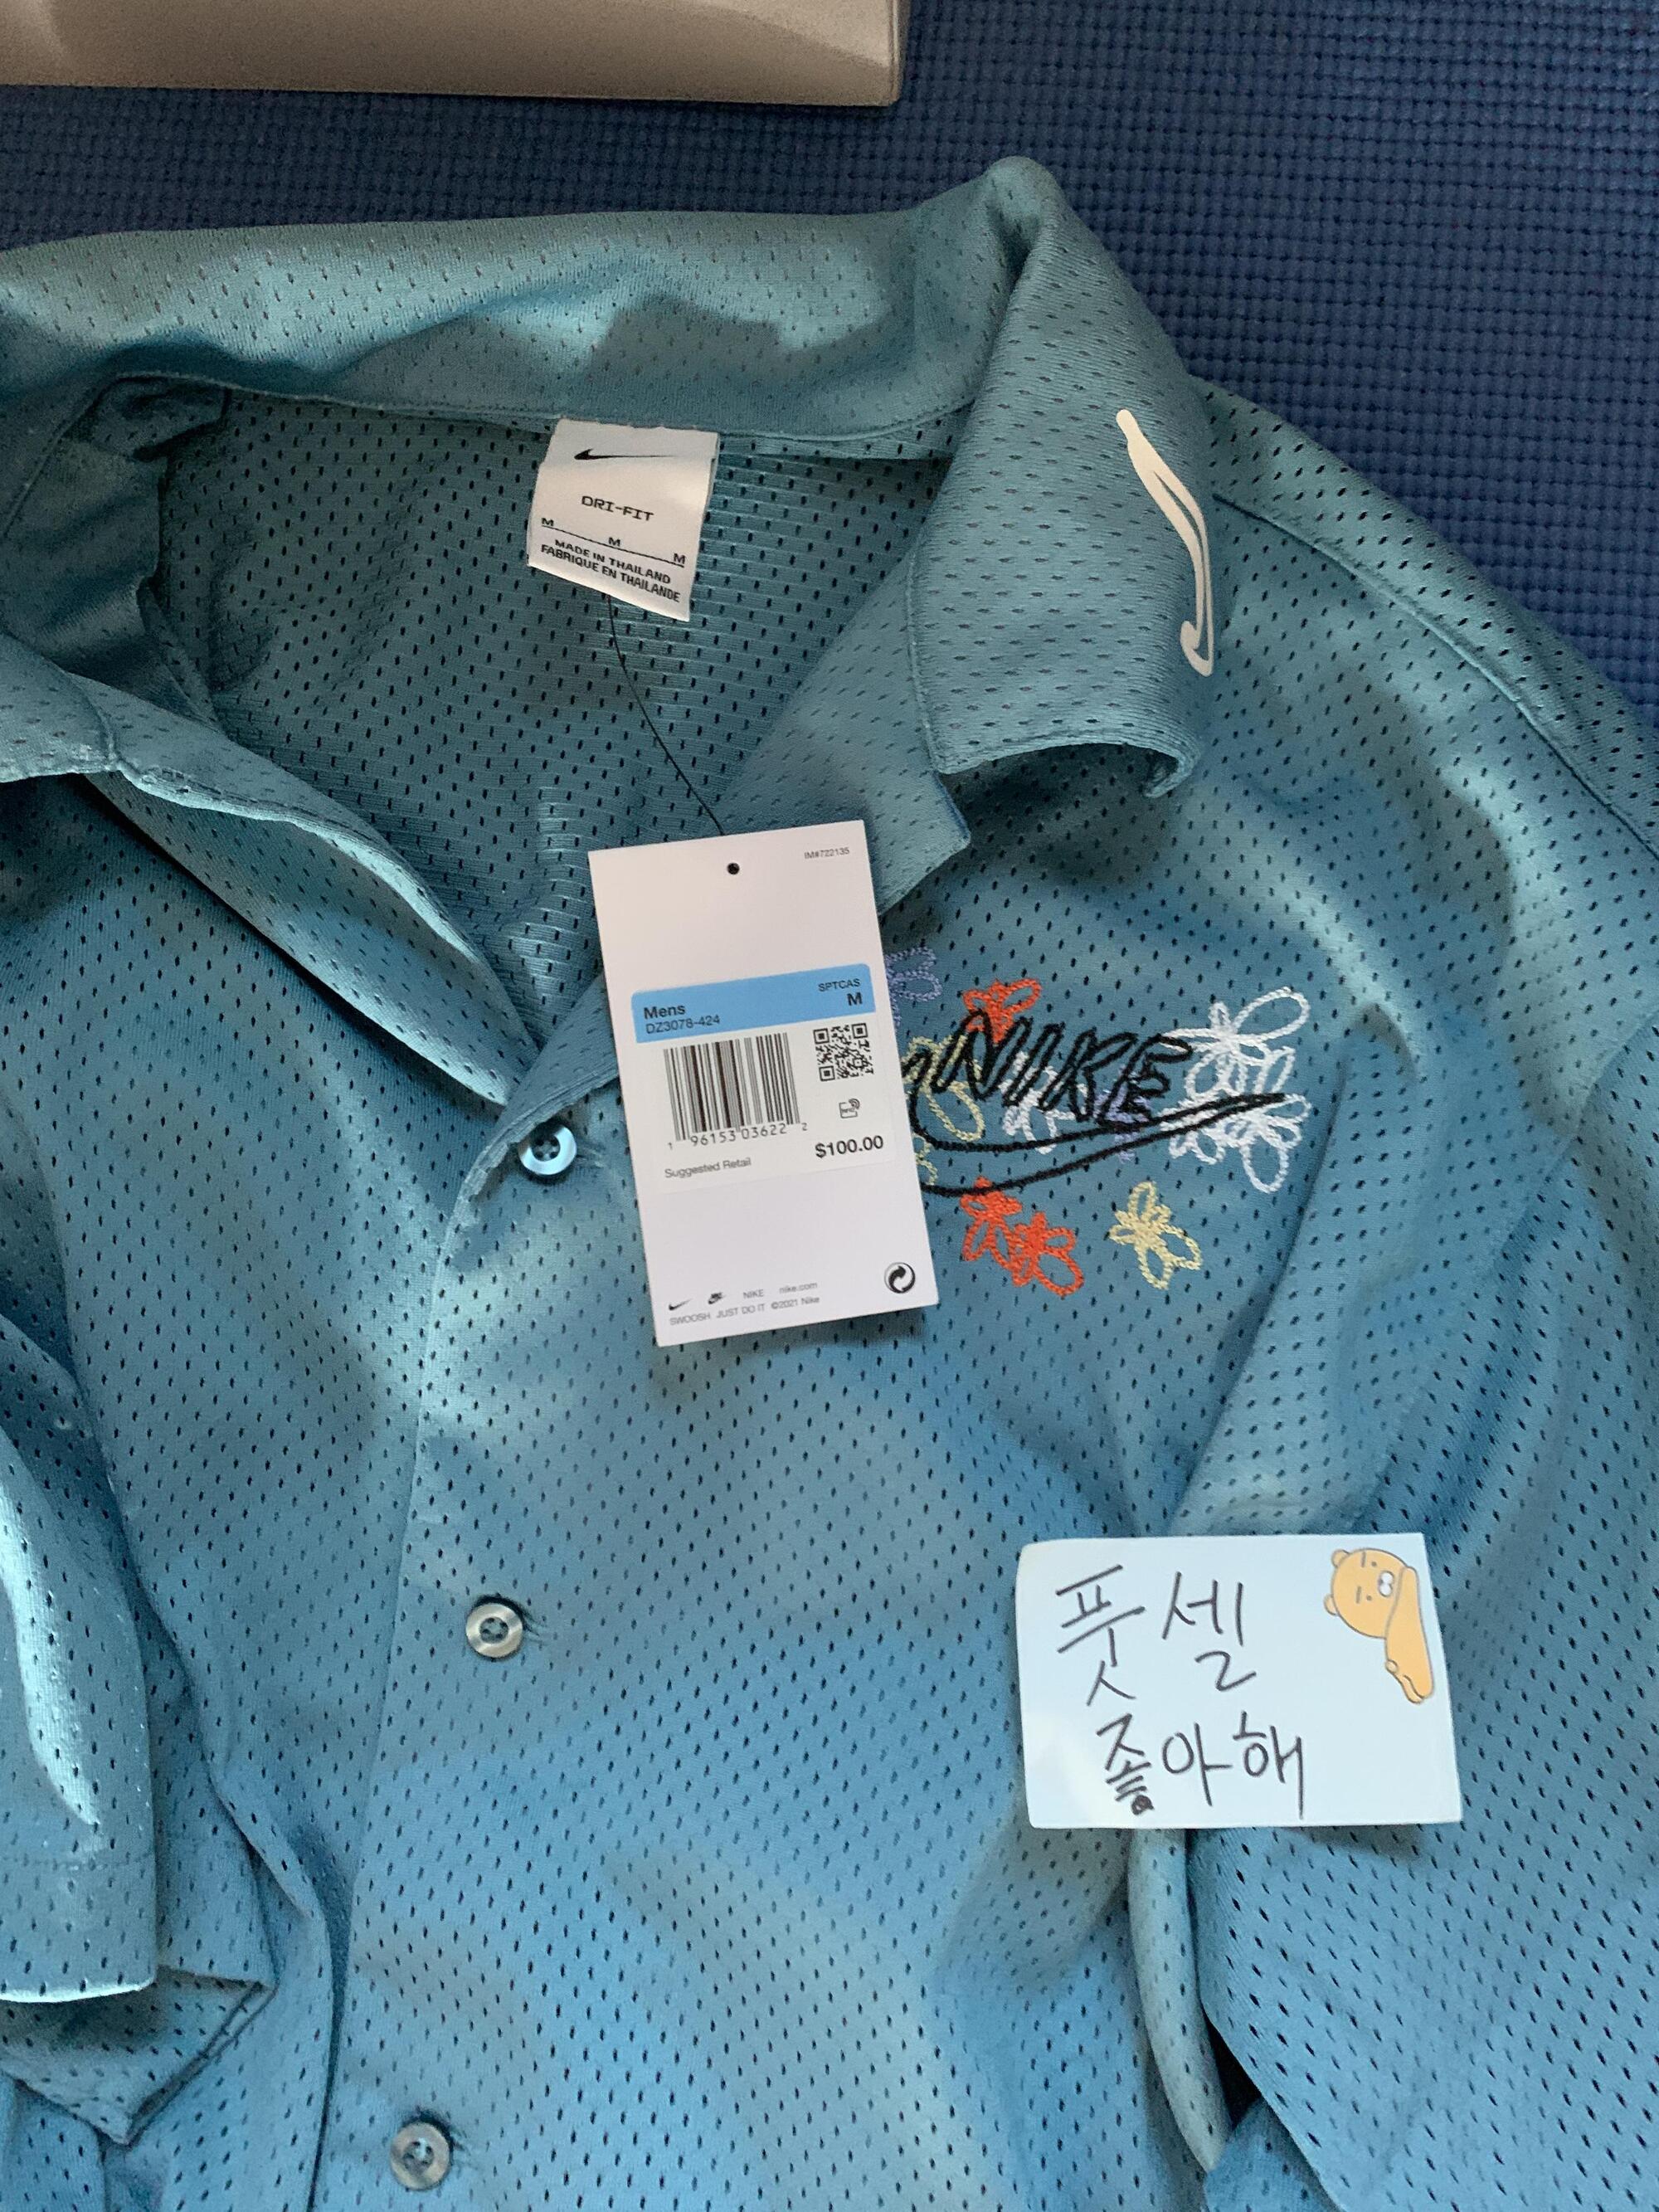 DRI-FIT
M M M
MADE IN THAILAND
FABRIQUE EN THAILANDE
IM#722135
Mens
DZ3078-424
SPTCAS
M
1 96153 03622 2
Suggested Retail
$100.00
NIKE nike.com
SWOOSH JUST DO IT ©2021 Nike
NIKE
풋셀
좋아해